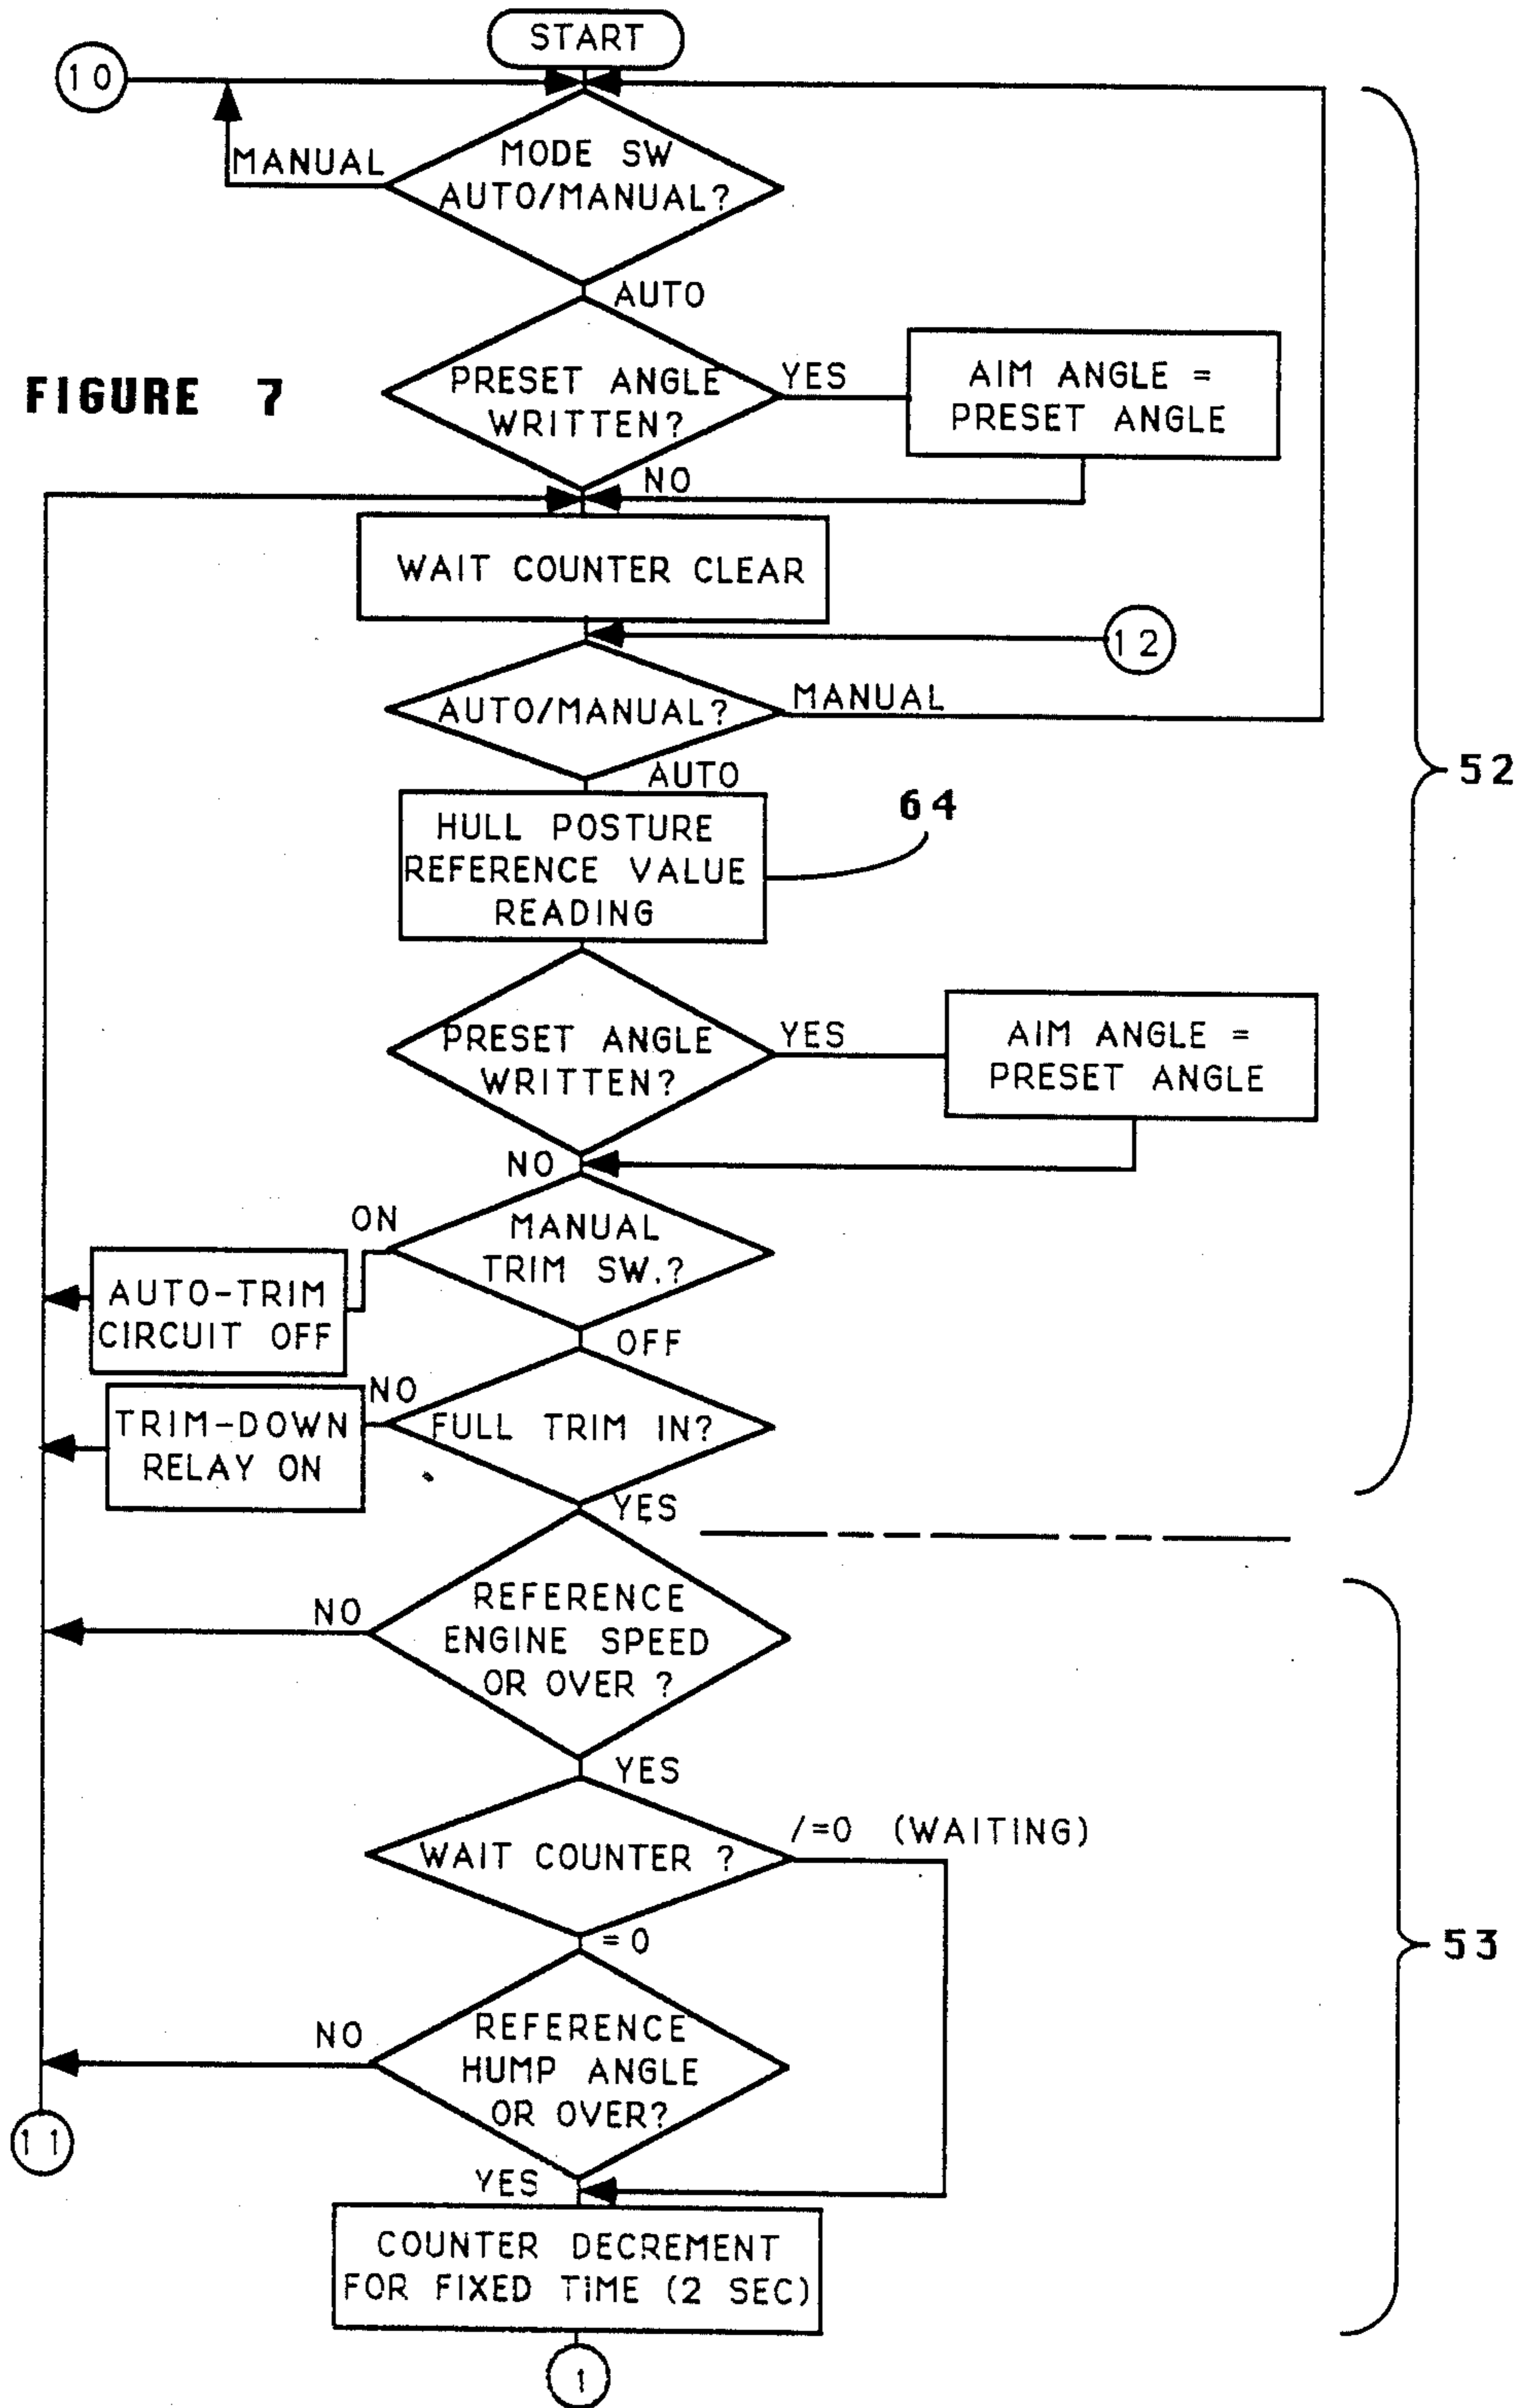 START
10
MODE SW
AUTO/MANUAL?
MANUAL
AUTO
FIGURE 7
PRESET ANGLE
WRITTEN?
YES
AIM ANGLE =
PRESET ANGLE
NO
WAIT COUNTER CLEAR
12
AUTO/MANUAL?
MANUAL
AUTO
52
64
HULL POSTURE
REFERENCE VALUE
READING
PRESET ANGLE
WRITTEN?
YES
AIM ANGLE =
PRESET ANGLE
NO
ON
MANUAL
TRIM SW.?
AUTO-TRIM
CIRCUIT OFF
OFF
NO
FULL TRIM IN?
TRIM-DOWN
RELAY ON
YES
REFERENCE
ENGINE SPEED
OR OVER ?
NO
YES
WAIT COUNTER ?
/=0 (WAITING)
=0
53
REFERENCE
HUMP ANGLE
OR OVER?
NO
11
YES
COUNTER DECREMENT
FOR FIXED TIME (2 SEC)
1